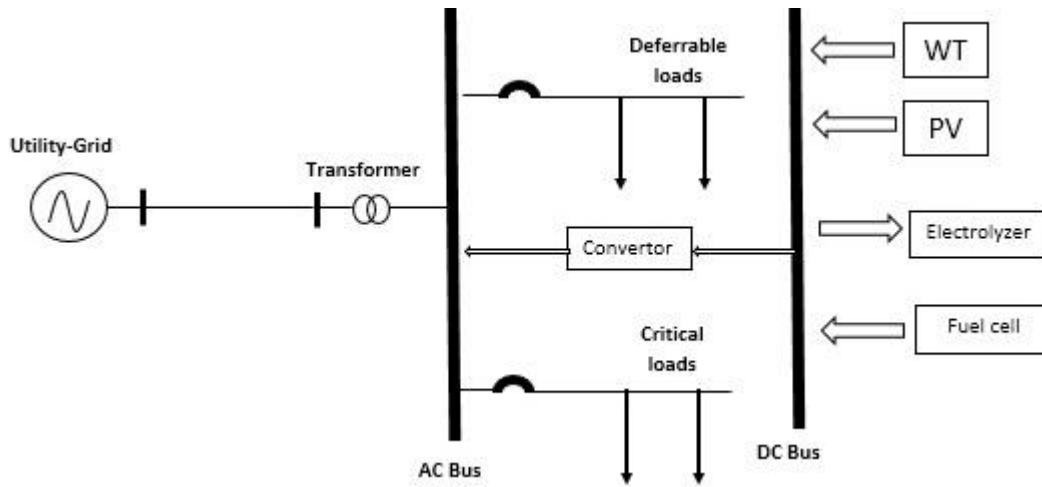 Utility-Grid
Transformer
Deferrable
loads
Convertor
Critical
loads
AC Bus
DC Bus
WT
PV
Electrolyzer
Fuel cell